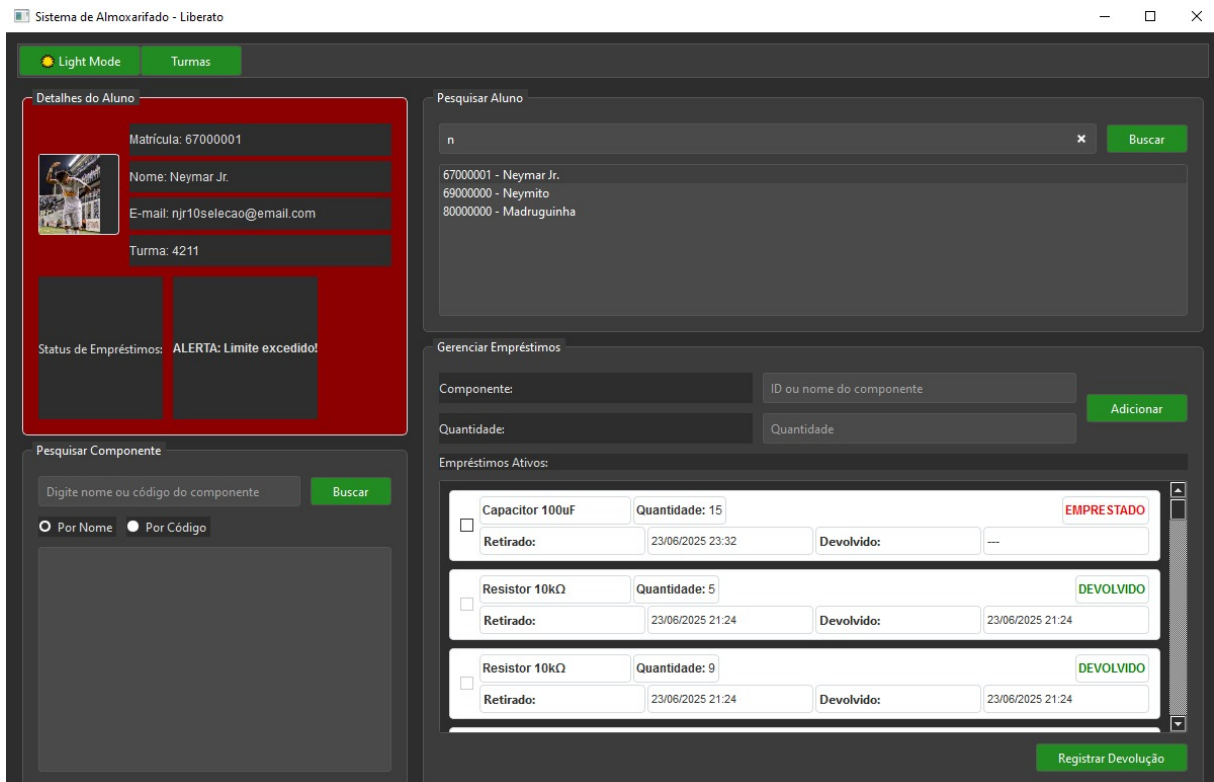 Sistema de Almoxarifado - Liberato
Light Mode
Turmas
Detalhes do Aluno
Matrícula: 67000001
Nome: Neymar Jr.
E-mail: njr10selecao@email.com
Turma: 4211
Status de Empréstimos: ALERTA: Limite excedido!
Pesquisar Componente
Digite nome ou código do componente
Buscar
Por Nome
Por Código
Pesquisar Aluno
n
Buscar
67000001 - Neymar Jr.
69000000 - Neymito
80000000 - Madruguinha
Gerenciar Empréstimos
Componente:
ID ou nome do componente
Quantidade:
Quantidade
Adicionar
Empréstimos Ativos:
Capacitor 100uF Quantidade: 15 EMPRESTADO
Retirado: 23/06/2025 23:32 Devolvido: ---
Resistor 10kΩ Quantidade: 5 DEVOLVIDO
Retirado: 23/06/2025 21:24 Devolvido: 23/06/2025 21:24
Resistor 10kΩ Quantidade: 9 DEVOLVIDO
Retirado: 23/06/2025 21:24 Devolvido: 23/06/2025 21:24
Registrar Devolução